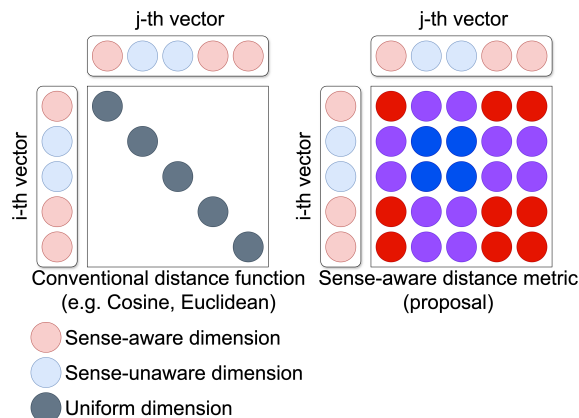 j-th vector
j-th vector
i-th vector
i-th vector
Conventional distance function
(e.g. Cosine, Euclidean)
Sense-aware distance metric
(proposal)
Sense-aware dimension
Sense-unaware dimension
Uniform dimension